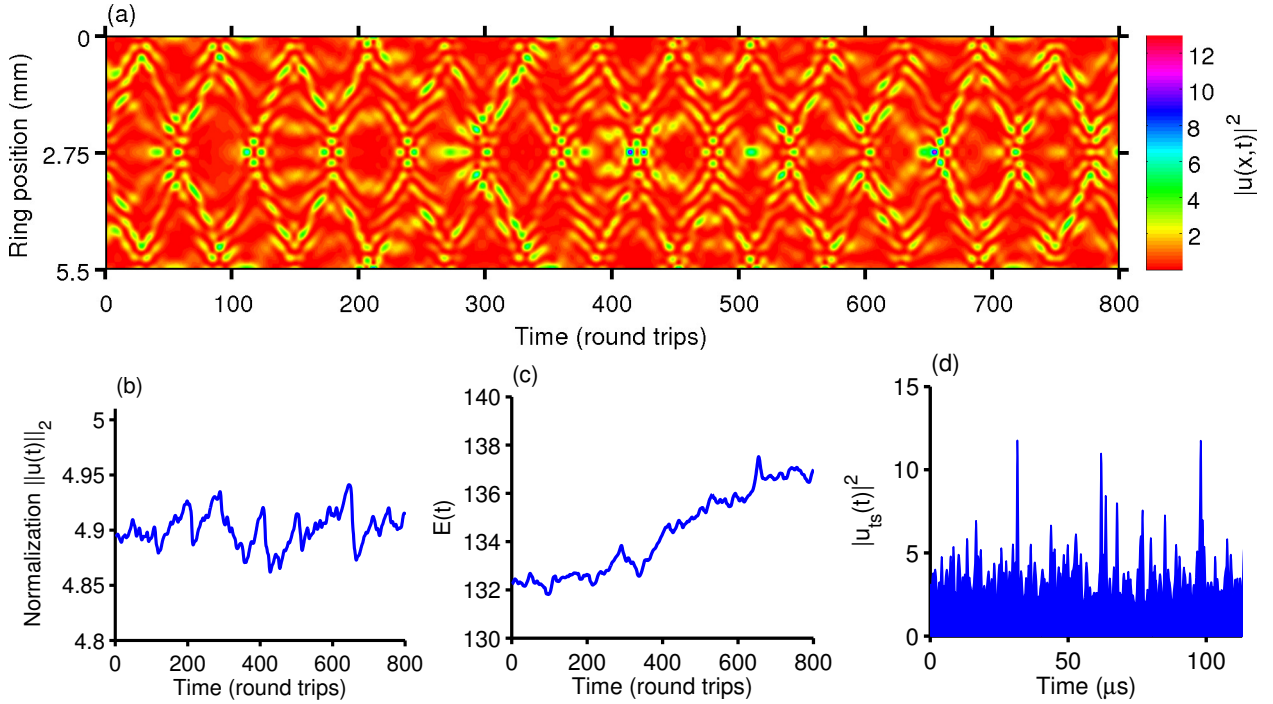 (a)
Ring position (mm)
0
2.75
5.5
0 100 200 300 400 500 600 700 800
Time (round trips)
12
10
8
6
4
2
|u(x,t)|²
(b)
Normalization ||u(t)||₂
5
4.95
4.9
4.85
4.8
0 200 400 600 800
Time (round trips)
(c)
E(t)
140
138
136
134
132
130
0 200 400 600 800
Time (round trips)
(d)
|uₜₛ(t)|²
15
10
5
0
0 50 100
Time (μs)